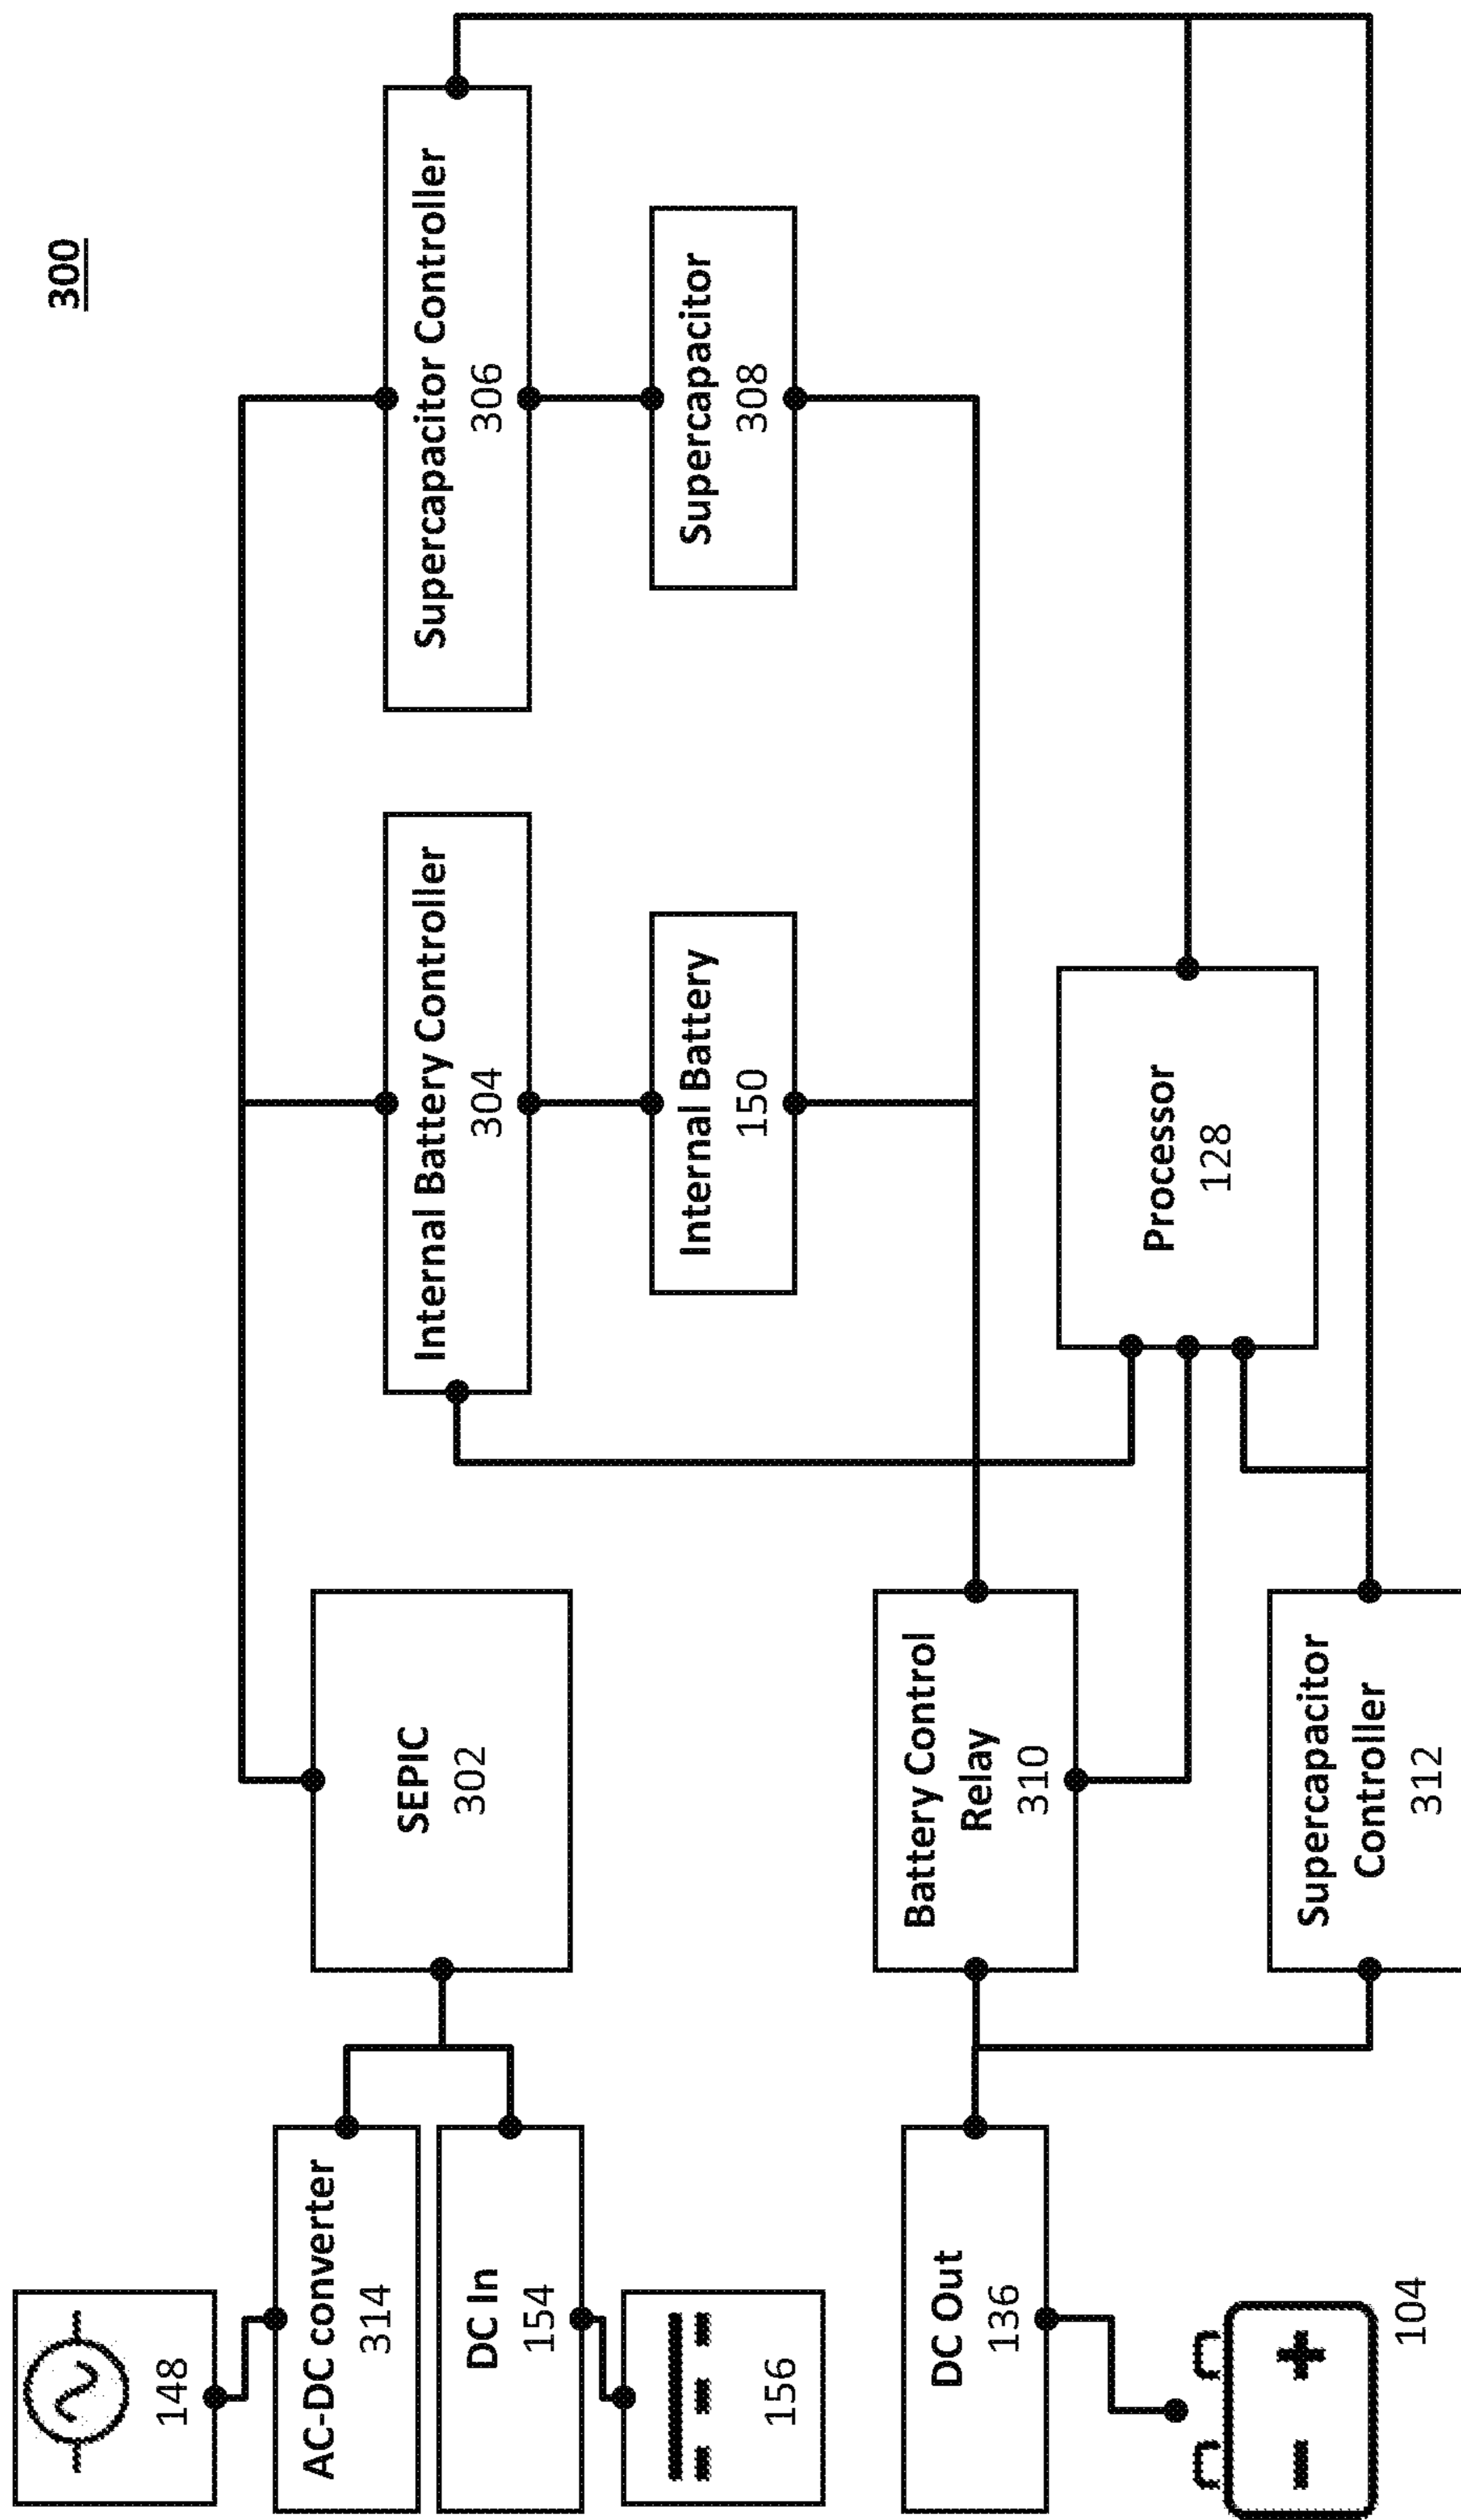 300
148
AC-DC converter
314
DC In
154
156
SEPIC
302
Internal Battery Controller
304
Supercapacitor Controller
306
Internal Battery
150
Supercapacitor
308
DC Out
136
104
Battery Control
Relay
310
Supercapacitor
Controller
312
Processor
128